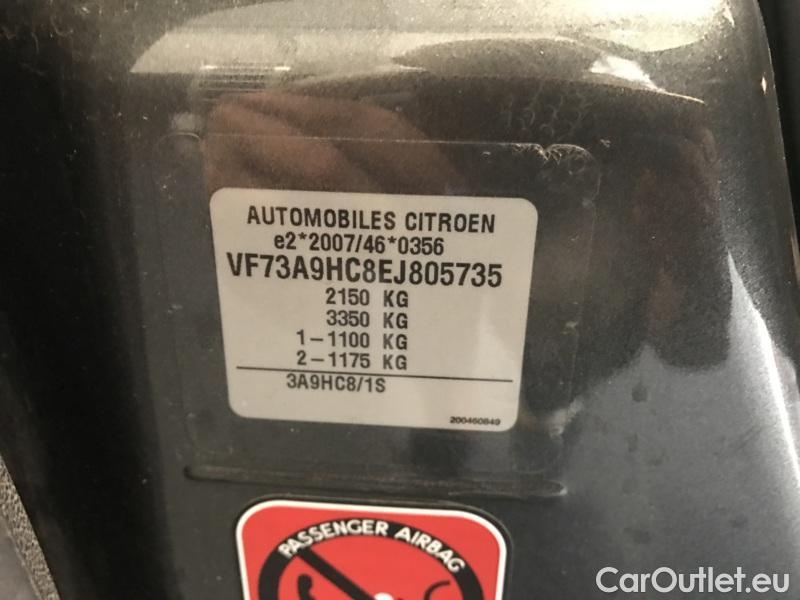 AUTOMOBILES CITROEN
e2*2007/46*0356
VF73A9HC8EJ805735
2150 KG
3350 KG
1-1100 KG
2-1175 KG
3A9HC8/1S
200460849
PASSENGER AIRBAG
CarOutlet.eu